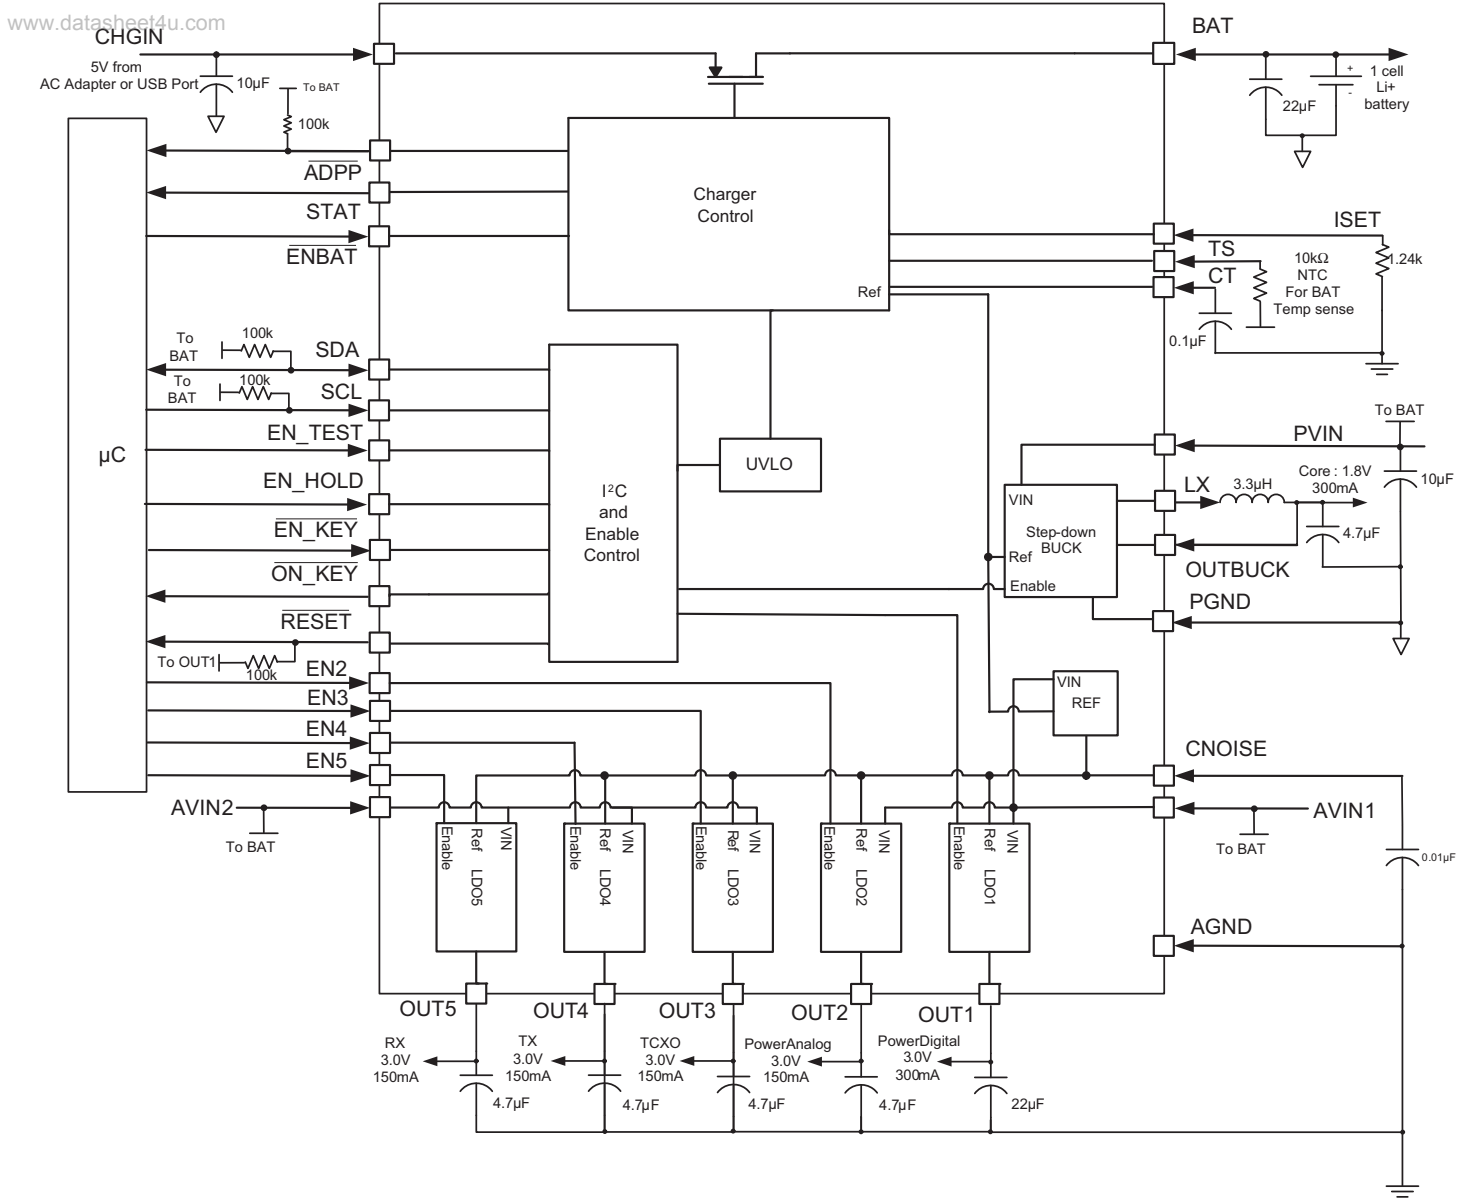 www.datasheet4u.com
CHGIN
5V from
AC Adapter or USB Port
10µF
To BAT
100k
ADPP
STAT
ENBAT
µC
To
BAT
100k
SDA
To
BAT
100k
SCL
EN_TEST
EN_HOLD
EN_KEY
ON_KEY
RESET
To OUT1
100k
EN2
EN3
EN4
EN5
AVIN2
To BAT
Charger
Control
Ref
I²C
and
Enable
Control
UVLO
VIN
Step-down
BUCK
Ref
Enable
VIN
REF
BAT
22µF
+
-
1 cell
Li+
battery
ISET
TS
CT
10kΩ
NTC
For BAT
Temp sense
1.24k
0.1µF
To BAT
PVIN
LX
3.3µH
Core : 1.8V
300mA
10µF
4.7µF
OUTBUCK
PGND
CNOISE
AVIN1
To BAT
0.01µF
AGND
Enable
Ref
VIN
LDO5
Enable
Ref
VIN
LDO4
Enable
Ref
VIN
LDO3
Enable
Ref
VIN
LDO2
Enable
Ref
VIN
LDO1
OUT5
OUT4
OUT3
OUT2
OUT1
RX
3.0V
150mA
4.7µF
TX
3.0V
150mA
4.7µF
TCXO
3.0V
150mA
4.7µF
PowerAnalog
3.0V
150mA
4.7µF
PowerDigital
3.0V
300mA
22µF